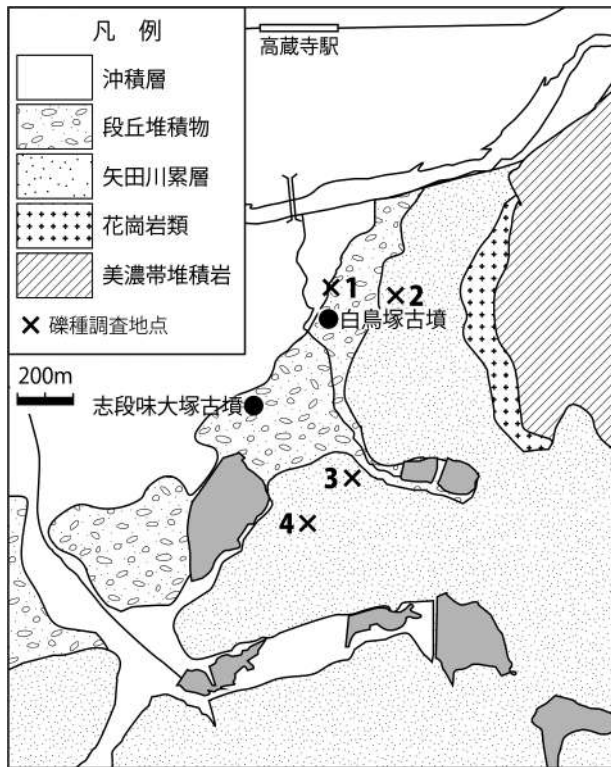 凡 例
沖積層
段丘堆積物
矢田川累層
花崗岩類
美濃帯堆積岩
× 礫種調査地点
200m
高蔵寺駅
×1
×2
白鳥塚古墳
志段味大塚古墳
3×
4×